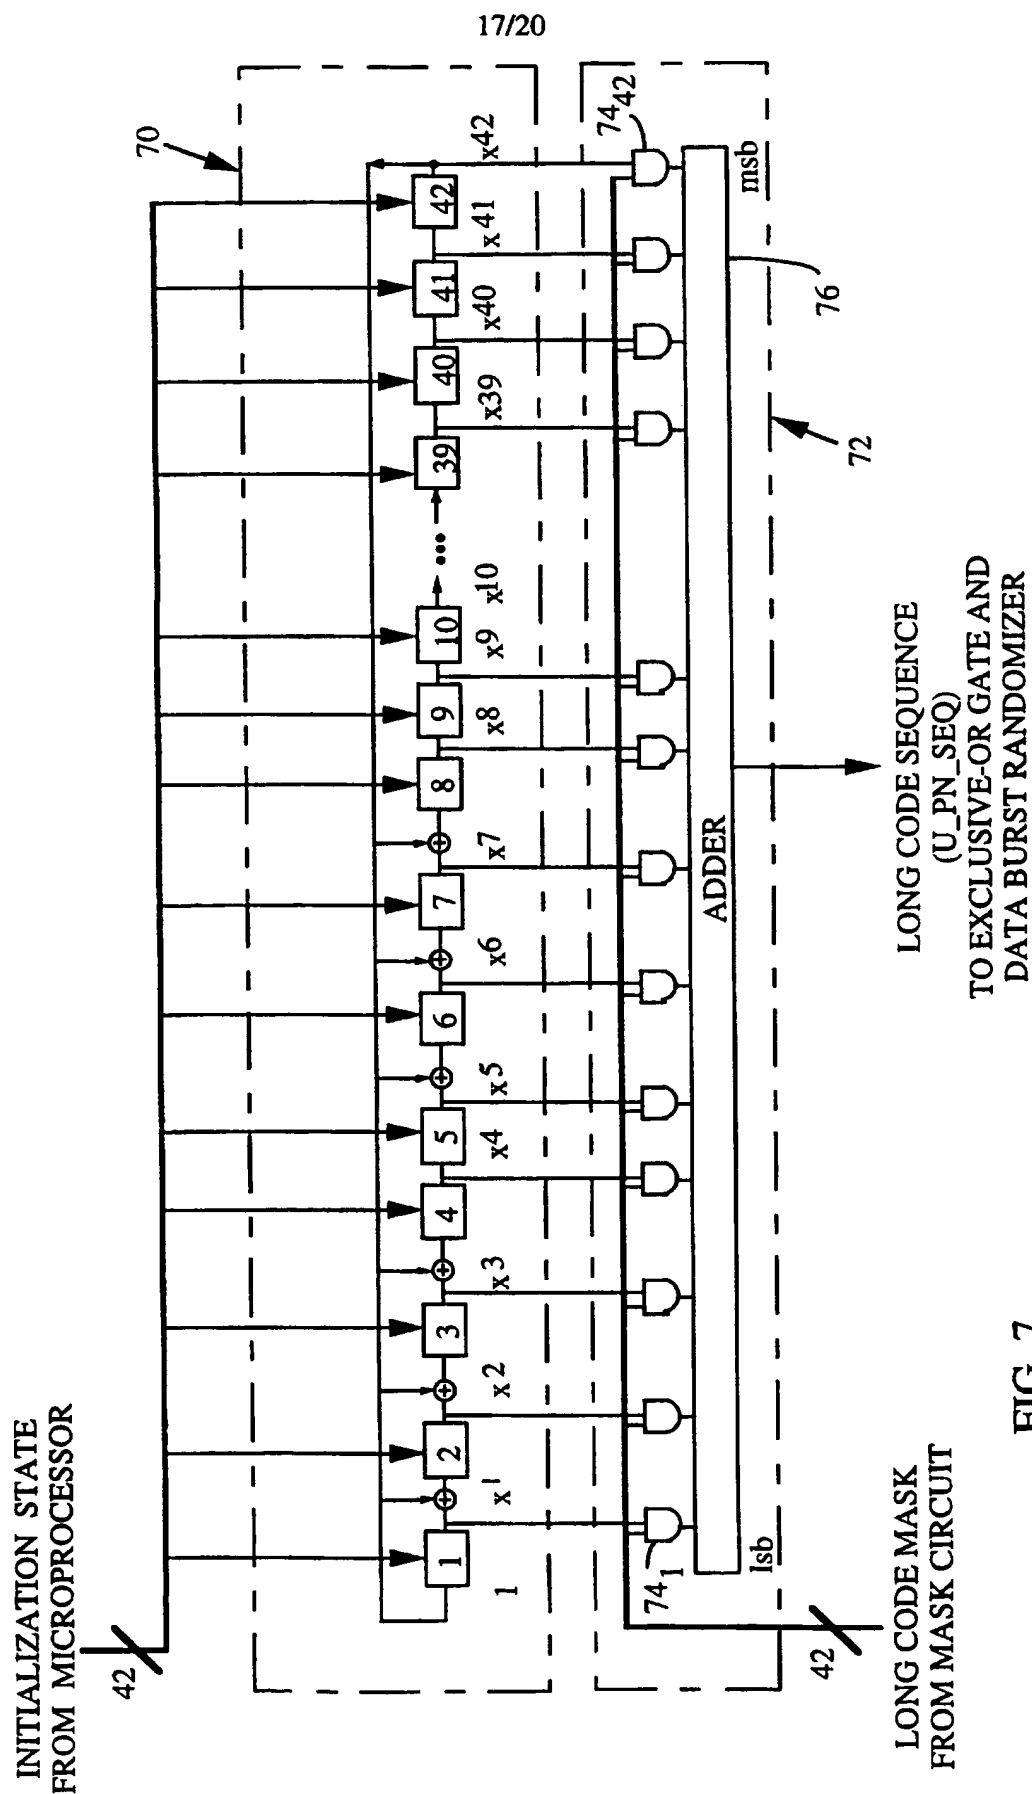 17/20
INITIALIZATION STATE
FROM MICROPROCESSOR
42
70
1
2
3
4
5
6
7
8
9
10
...
39
40
41
42
1
x1
x2
x3
x4
x5
x6
x7
x8
x9
x10
x39
x40
x41
x42
74 1
74 42
lsb
ADDER
msb
76
72
42
LONG CODE MASK
FROM MASK CIRCUIT
LONG CODE SEQUENCE
(U_PN_SEQ)
TO EXCLUSIVE-OR GATE AND
DATA BURST RANDOMIZER
FIG. 7